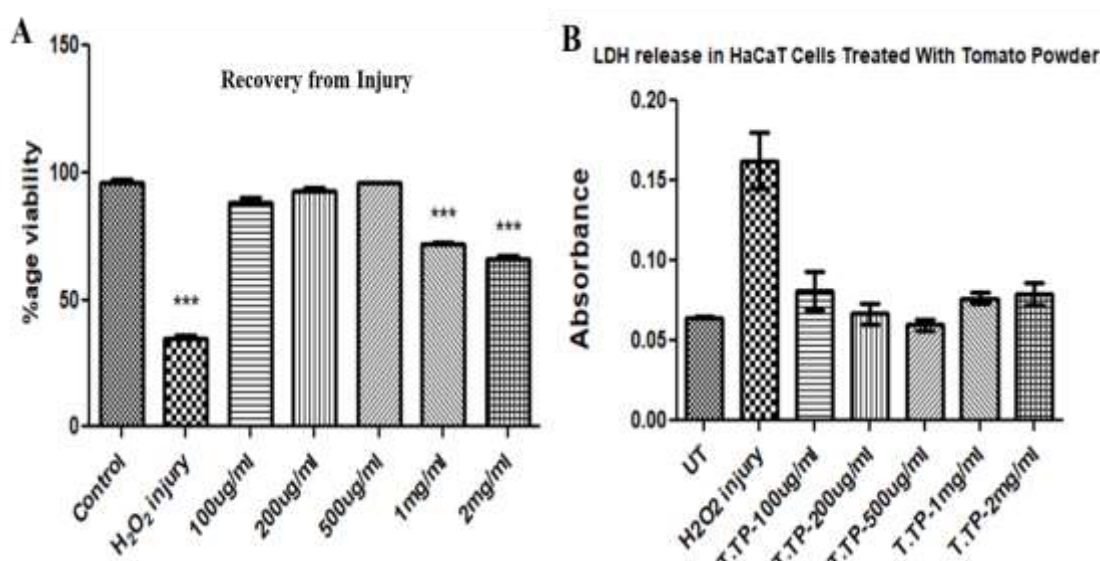 A
Recovery from Injury
%age viability
150
100
50
0
***
***
***
Control
H₂O₂ injury
100ug/ml
200ug/ml
500ug/ml
1mg/ml
2mg/ml
B
LDH release in HaCaT Cells Treated With Tomato Powder
Absorbance
0.20
0.15
0.10
0.05
0.00
UT
H2O2 injury
T.TP-100ug/ml
T.TP-200ug/ml
T.TP-500ug/ml
T.TP-1mg/ml
T.TP-2mg/ml